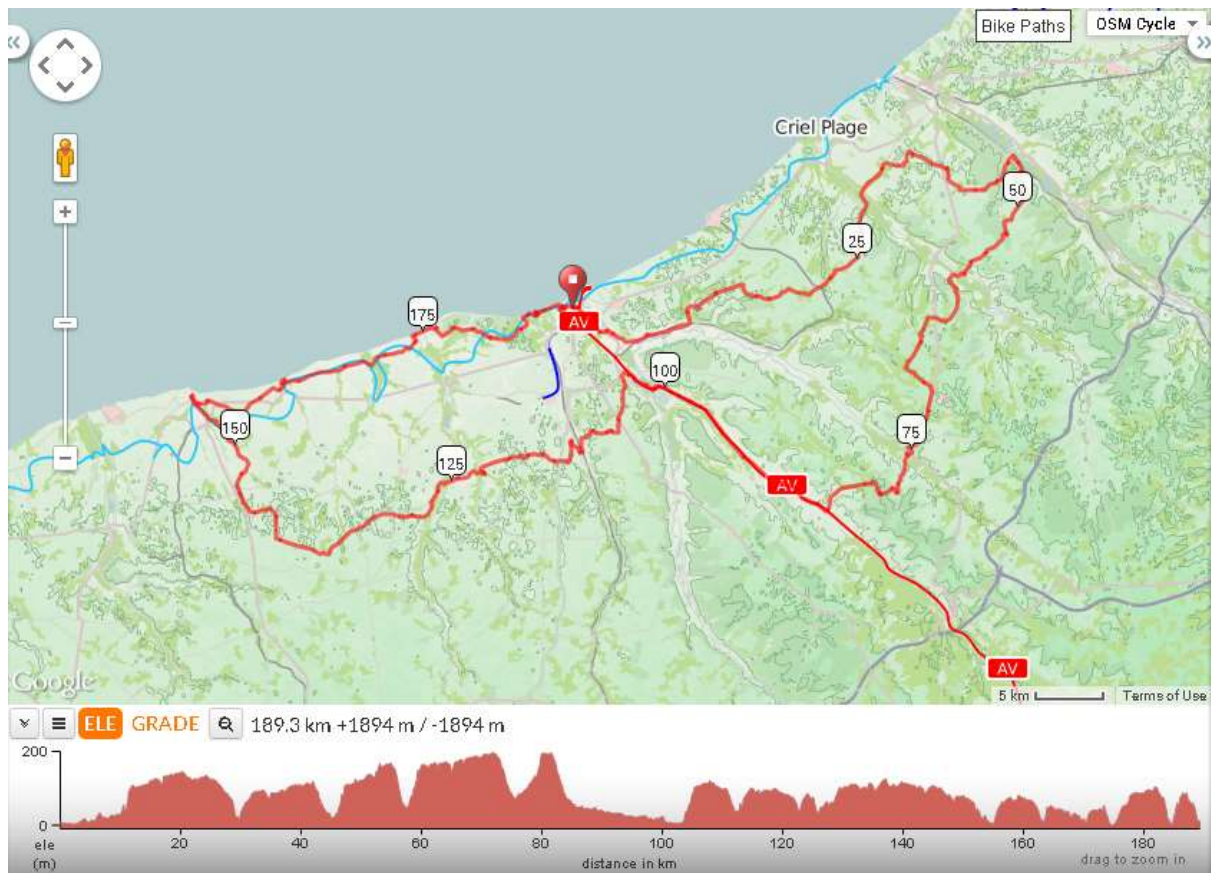 «
Bike Paths
OSM Cycle
»
Criel Plage
50
25
175
AV
100
150
75
125
AV
AV
+
−
Google
5 km
Terms of Use
ELE GRADE 189.3 km +1894 m / -1894 m
200
0
ele
(m)
20 40 60 80 100 120 140 160 180
distance in km
drag to zoom in